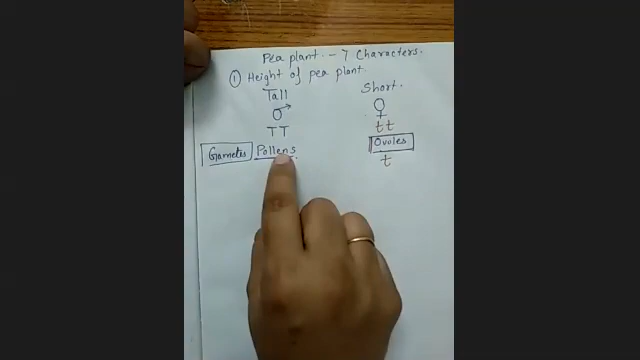 Pea plant - 7 Characters.
① Height of pea plant.
Tall Short.
TT tt
Gametes Pollens Ovules
t